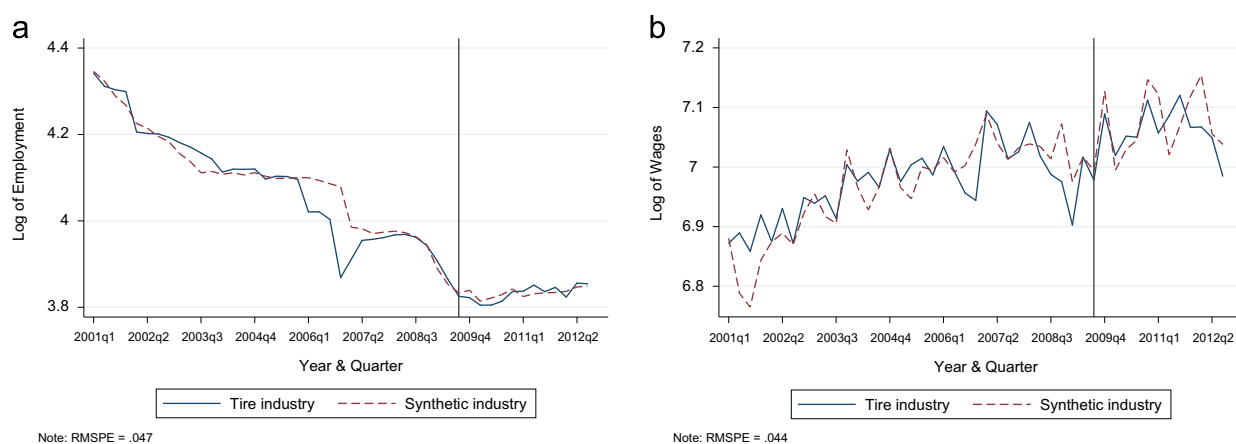 a
4.4
4.2
4
3.8
Log of Employment
2001q1 2002q2 2003q3 2004q4 2006q1 2007q2 2008q3 2009q4 2011q1 2012q2
Year & Quarter
Tire industry Synthetic industry
Note: RMSPE = .047
b
7.2
7.1
7
6.9
6.8
Log of Wages
2001q1 2002q2 2003q3 2004q4 2006q1 2007q2 2008q3 2009q4 2011q1 2012q2
Year & Quarter
Tire industry Synthetic industry
Note: RMSPE = .044